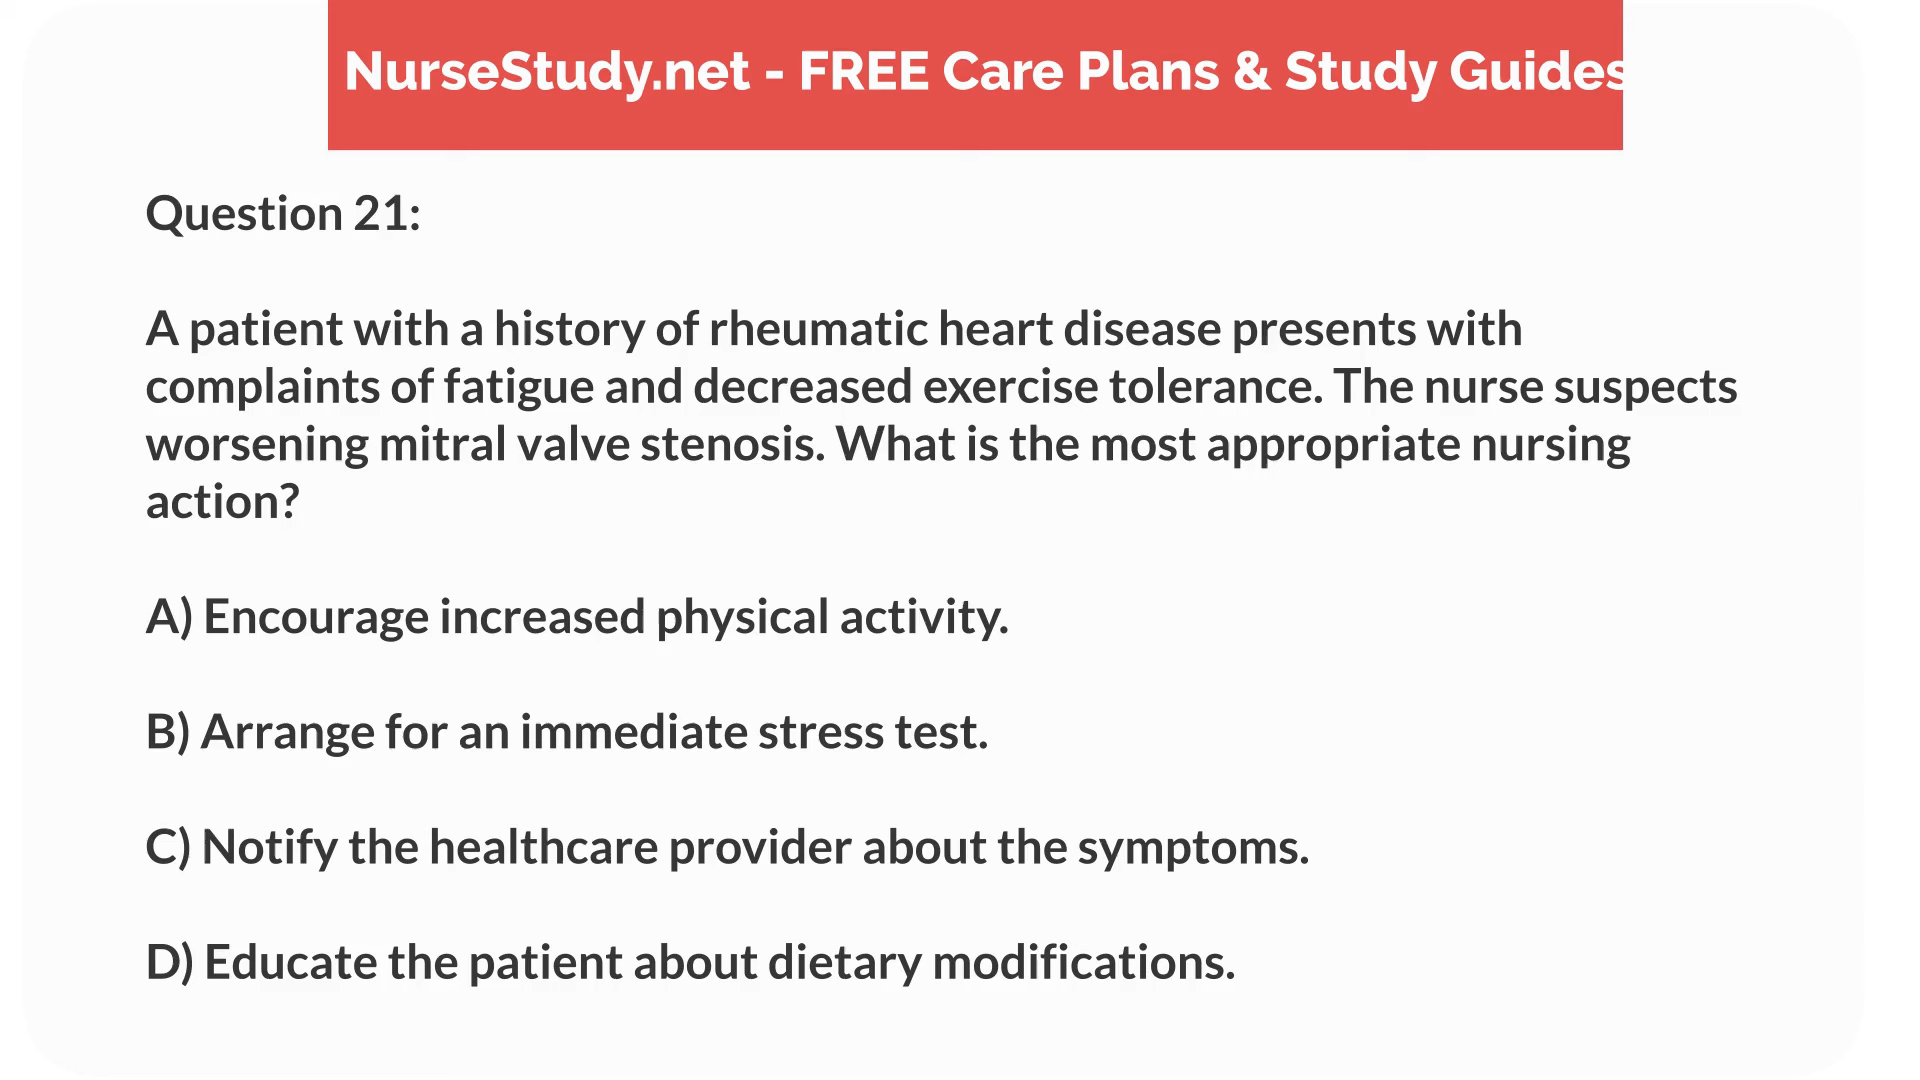 NurseStudy.net - FREE Care Plans & Study Guides
Question 21:
A patient with a history of rheumatic heart disease presents with
complaints of fatigue and decreased exercise tolerance. The nurse suspects
worsening mitral valve stenosis. What is the most appropriate nursing
action?
A) Encourage increased physical activity.
B) Arrange for an immediate stress test.
C) Notify the healthcare provider about the symptoms.
D) Educate the patient about dietary modifications.